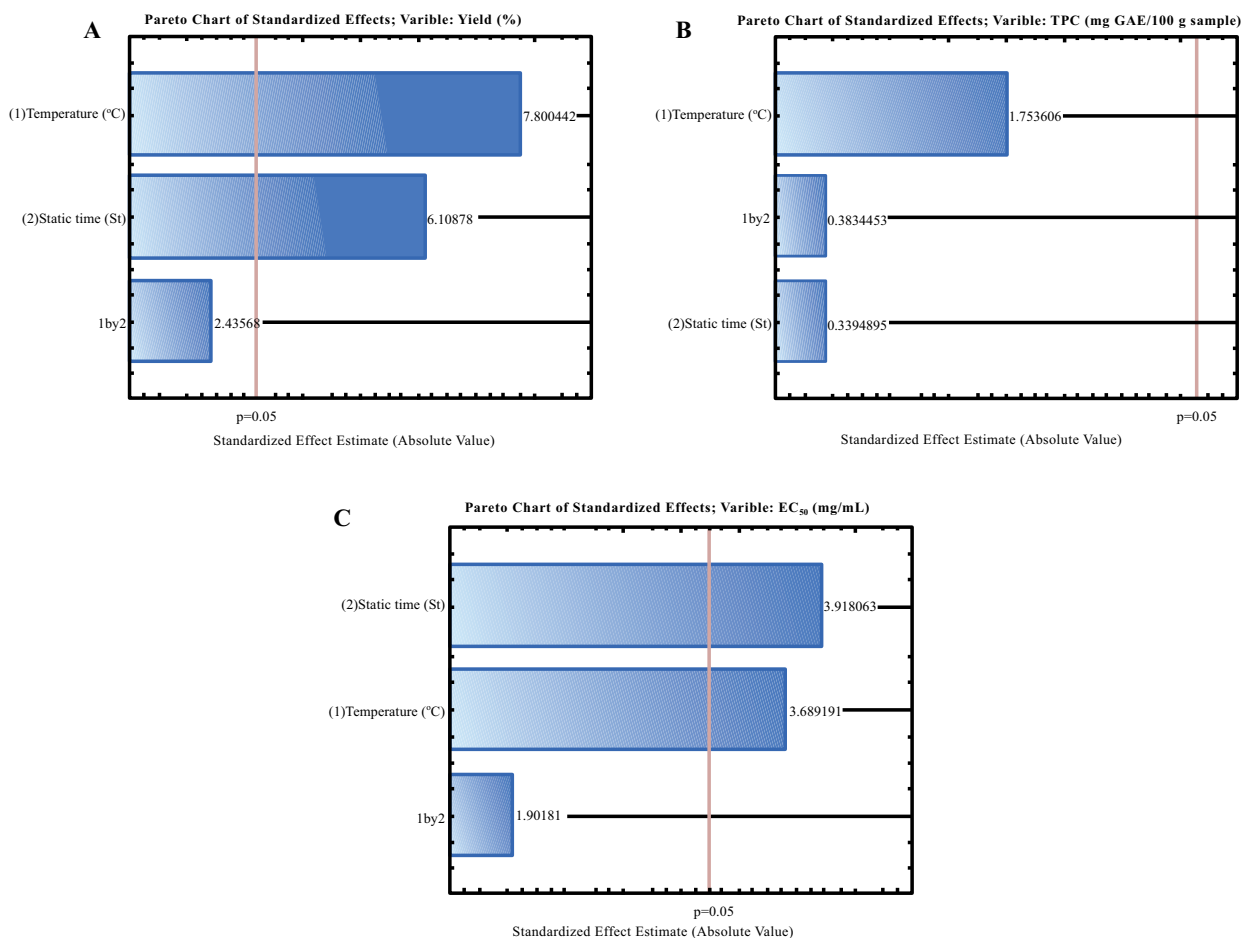 A
Pareto Chart of Standardized Effects; Varible: Yield (%)
(1)Temperature (ºC)
7.800442
(2)Static time (St)
6.10878
1by2
2.43568
p=0.05
Standardized Effect Estimate (Absolute Value)
B
Pareto Chart of Standardized Effects; Varible: TPC (mg GAE/100 g sample)
(1)Temperature (ºC)
1.753606
1by2
0.3834453
(2)Static time (St)
0.3394895
p=0.05
Standardized Effect Estimate (Absolute Value)
C
Pareto Chart of Standardized Effects; Varible: EC₅₀ (mg/mL)
(2)Static time (St)
3.918063
(1)Temperature (ºC)
3.689191
1by2
1.90181
p=0.05
Standardized Effect Estimate (Absolute Value)